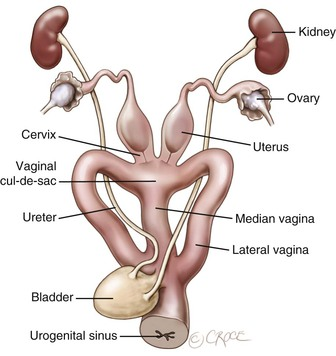 Kidney
Ovary
Cervix
Uterus
Vaginal
cul-de-sac
Ureter
Median vagina
Lateral vagina
Bladder
Urogenital sinus
© CROCE